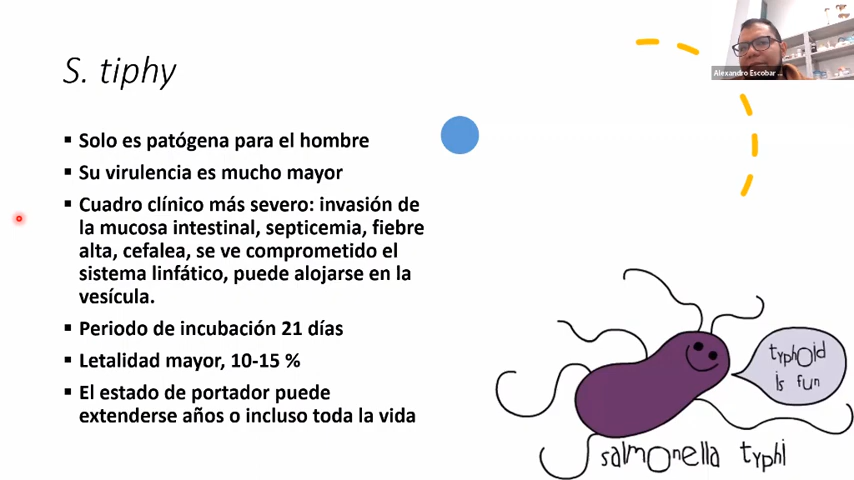 S. tiphy
Alexandro Escobar ...
Solo es patógena para el hombre
Su virulencia es mucho mayor
Cuadro clínico más severo: invasión de
la mucosa intestinal, septicemia, fiebre
alta, cefalea, se ve comprometido el
sistema linfático, puede alojarse en la
vesícula.
Periodo de incubación 21 días
Letalidad mayor, 10-15 %
El estado de portador puede
extenderse años o incluso toda la vida
typhoid
is fun
salmonella typhi